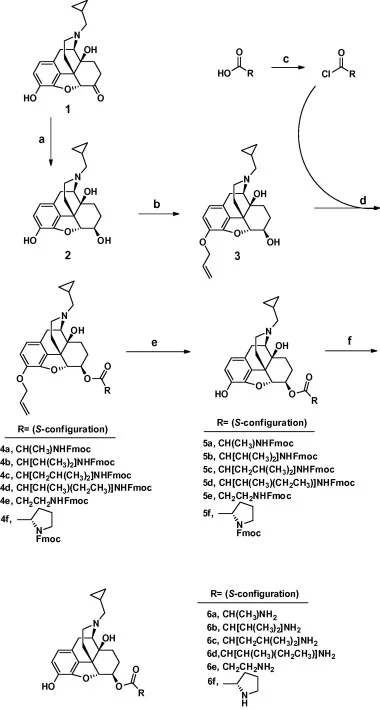 N
OH
HO
O
O
1
a
N
OH
HO
O
OH
2
b
N
OH
O
O
OH
3
O
HO
R
c
O
Cl
R
d
N
OH
O
O
O
O
R
e
N
OH
HO
O
O
O
R
f
R= (S-configuration)
4a, CH(CH3)NHFmoc
4b, CH[CH(CH3)2]NHFmoc
4c, CH[CH2CH(CH3)2]NHFmoc
4d, CH[CH(CH3)(CH2CH3)]NHFmoc
4e, CH2CH2NHFmoc
4f,
N
Fmoc
R= (S-configuration)
5a, CH(CH3)NHFmoc
5b, CH[CH(CH3)2]NHFmoc
5c, CH[CH2CH(CH3)2]NHFmoc
5d, CH[CH(CH3)(CH2CH3)]NHFmoc
5e, CH2CH2NHFmoc
5f,
N
Fmoc
N
OH
HO
O
O
O
R
R= (S-configuration)
6a, CH(CH3)NH2
6b, CH[CH(CH3)2]NH2
6c, CH[CH2CH(CH3)2]NH2
6d,CH[CH(CH3)(CH2CH3)]NH2
6e, CH2CH2NH2
6f,
N
H